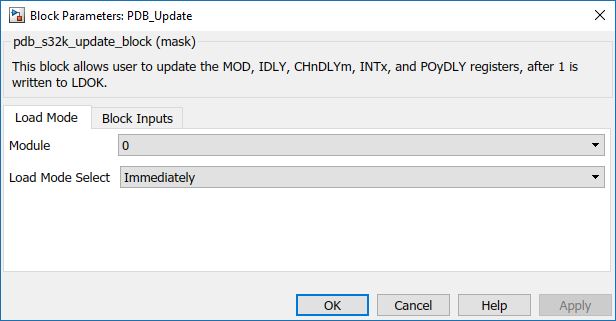 Block Parameters: PDB_Update
pdb_s32k_update_block (mask)
This block allows user to update the MOD, IDLY, CHnDLYm, INTx, and POyDLY registers, after 1 is
written to LDOK.
Load Mode Block Inputs
Module 0
Load Mode Select Immediately
OK Cancel Help Apply